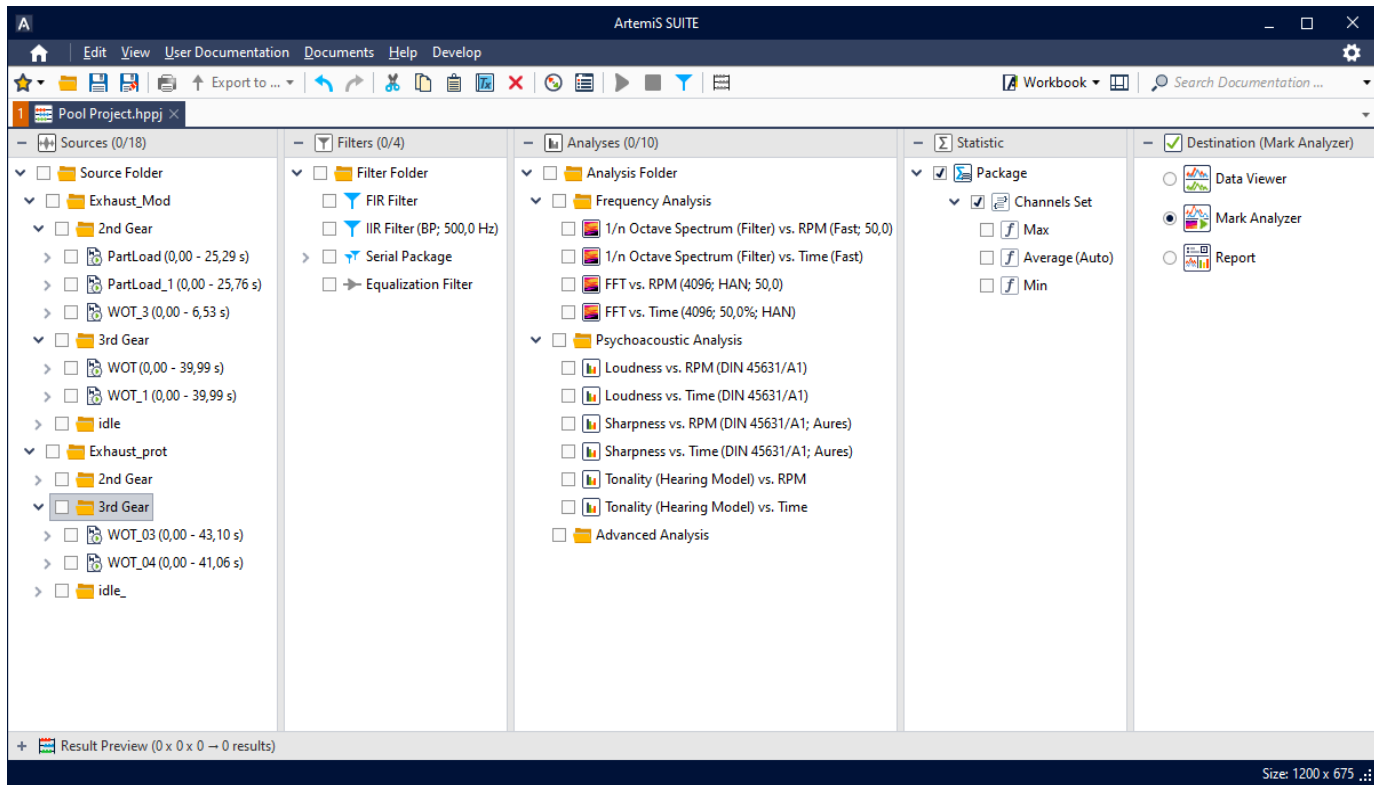 ArtemiS SUITE
Edit View User Documentation Documents Help Develop
Export to ... Workbook Search Documentation ...
1 Pool Project.hppj
Sources (0/18)
Source Folder
Exhaust_Mod
2nd Gear
PartLoad (0,00 - 25,29 s)
PartLoad_1 (0,00 - 25,76 s)
WOT_3 (0,00 - 6,53 s)
3rd Gear
WOT (0,00 - 39,99 s)
WOT_1 (0,00 - 39,99 s)
idle
Exhaust_prot
2nd Gear
3rd Gear
WOT_03 (0,00 - 43,10 s)
WOT_04 (0,00 - 41,06 s)
idle_
Filters (0/4)
Filter Folder
FIR Filter
IIR Filter (BP; 500,0 Hz)
Serial Package
Equalization Filter
Analyses (0/10)
Analysis Folder
Frequency Analysis
1/n Octave Spectrum (Filter) vs. RPM (Fast; 50,0)
1/n Octave Spectrum (Filter) vs. Time (Fast)
FFT vs. RPM (4096; HAN; 50,0)
FFT vs. Time (4096; 50,0%; HAN)
Psychoacoustic Analysis
Loudness vs. RPM (DIN 45631/A1)
Loudness vs. Time (DIN 45631/A1)
Sharpness vs. RPM (DIN 45631/A1; Aures)
Sharpness vs. Time (DIN 45631/A1; Aures)
Tonality (Hearing Model) vs. RPM
Tonality (Hearing Model) vs. Time
Advanced Analysis
Statistic
Package
Channels Set
Max
Average (Auto)
Min
Destination (Mark Analyzer)
Data Viewer
Mark Analyzer
Report
Result Preview (0 x 0 x 0 → 0 results)
Size: 1200 x 675